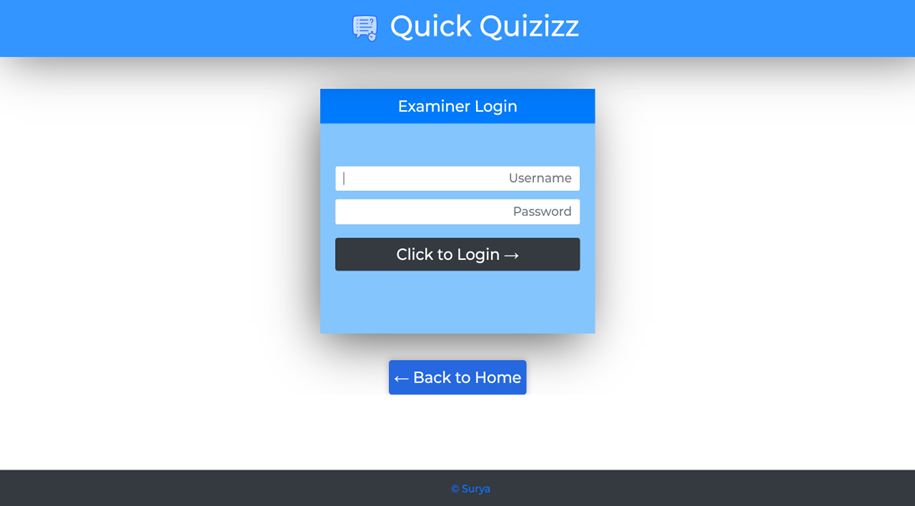 Quick Quizizz
Examiner Login
Username
Password
Click to Login →
← Back to Home
© Surya